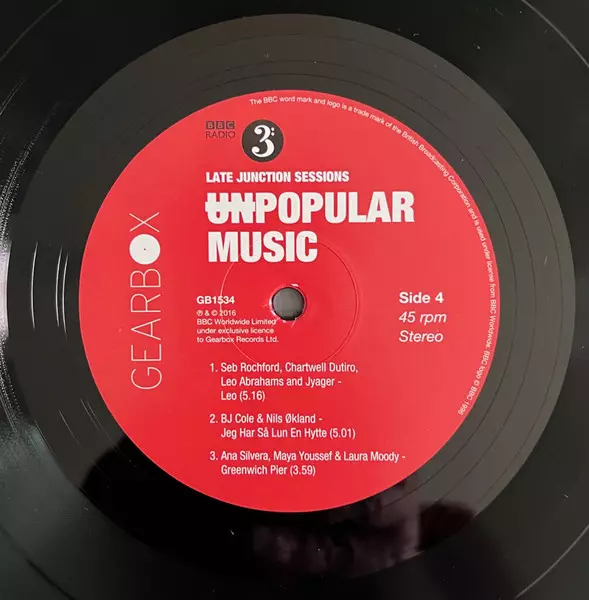 The BBC word mark and logo is a trade mark of the British Broadcasting Corporation and is used under license from BBC Worldwide. BBC logo © BBC 1996
BBC
RADIO
3
LATE JUNCTION SESSIONS
UNPOPULAR
MUSIC
GEARBOX
GB1534
℗ & © 2016
BBC Worldwide Limited
under exclusive licence
to Gearbox Records Ltd.
Side 4
45 rpm
Stereo
1. Seb Rochford, Chartwell Dutiro,
Leo Abrahams and Jyager -
Leo (5.16)
2. BJ Cole & Nils Økland -
Jeg Har Så Lun En Hytte (5.01)
3. Ana Silvera, Maya Youssef & Laura Moody -
Greenwich Pier (3.59)